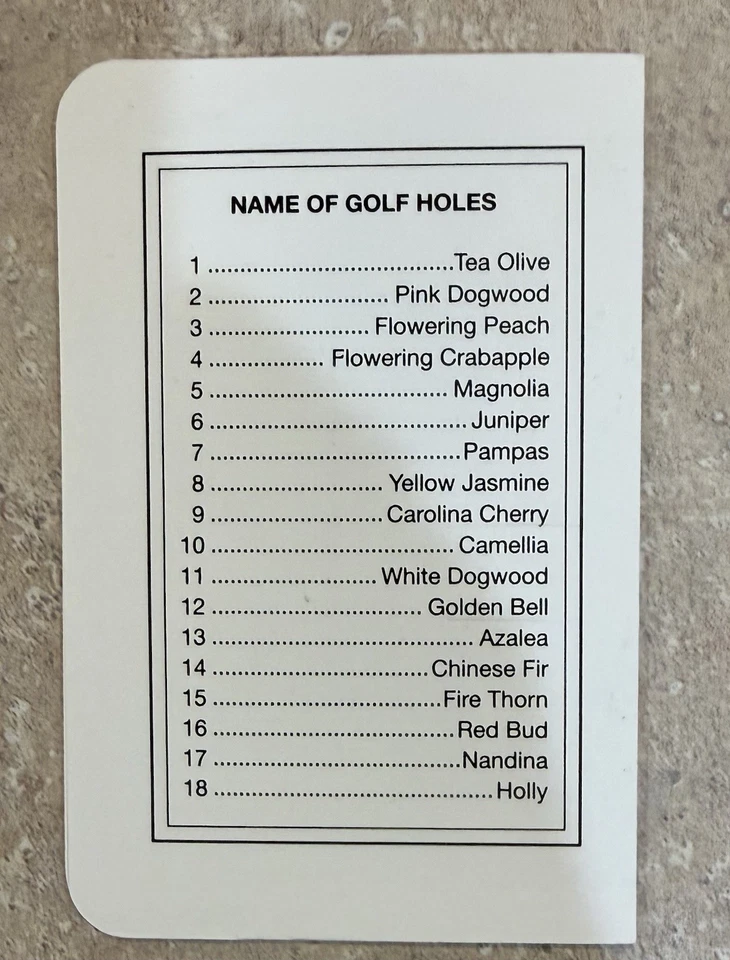 NAME OF GOLF HOLES
1 ....................................... Tea Olive
2 ............................. Pink Dogwood
3 ......................... Flowering Peach
4 .................. Flowering Crabapple
5 ...................................... Magnolia
6 ......................................... Juniper
7 ........................................ Pampas
8 ........................... Yellow Jasmine
9 ........................... Carolina Cherry
10 ...................................... Camellia
11 .......................... White Dogwood
12 ................................. Golden Bell
13 ......................................... Azalea
14 .................................. Chinese Fir
15 .................................... Fire Thorn
16 ...................................... Red Bud
17 ....................................... Nandina
18 ............................................ Holly